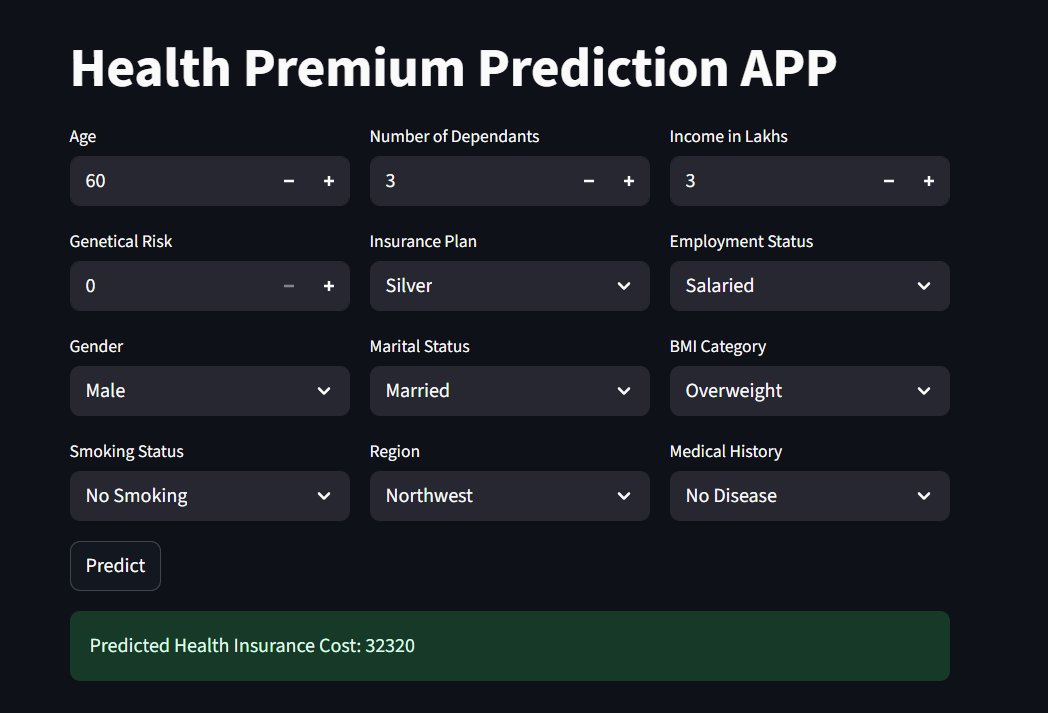 Health Premium Prediction APP
Age
Number of Dependants
Income in Lakhs
60
3
3
Genetical Risk
Insurance Plan
Employment Status
0
Silver
Salaried
Gender
Marital Status
BMI Category
Male
Married
Overweight
Smoking Status
Region
Medical History
No Smoking
Northwest
No Disease
Predict
Predicted Health Insurance Cost: 32320